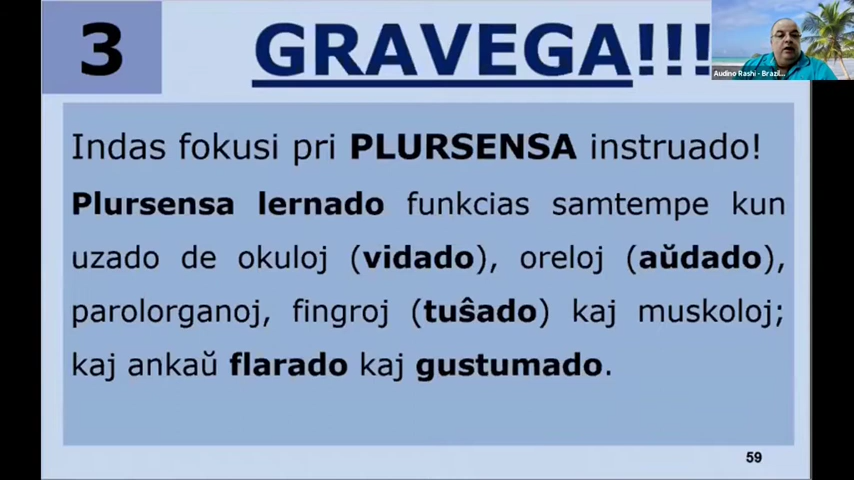 3
GRAVEGA!!!
Audino Rashi - Brazil...
Indas fokusi pri PLURSENSA instruado!
Plursensa lernado funkcias samtempe kun
uzado de okuloj (vidado), oreloj (aŭdado),
parolorganoj, fingroj (tuŝado) kaj muskoloj;
kaj ankaŭ flarado kaj gustumado.
59